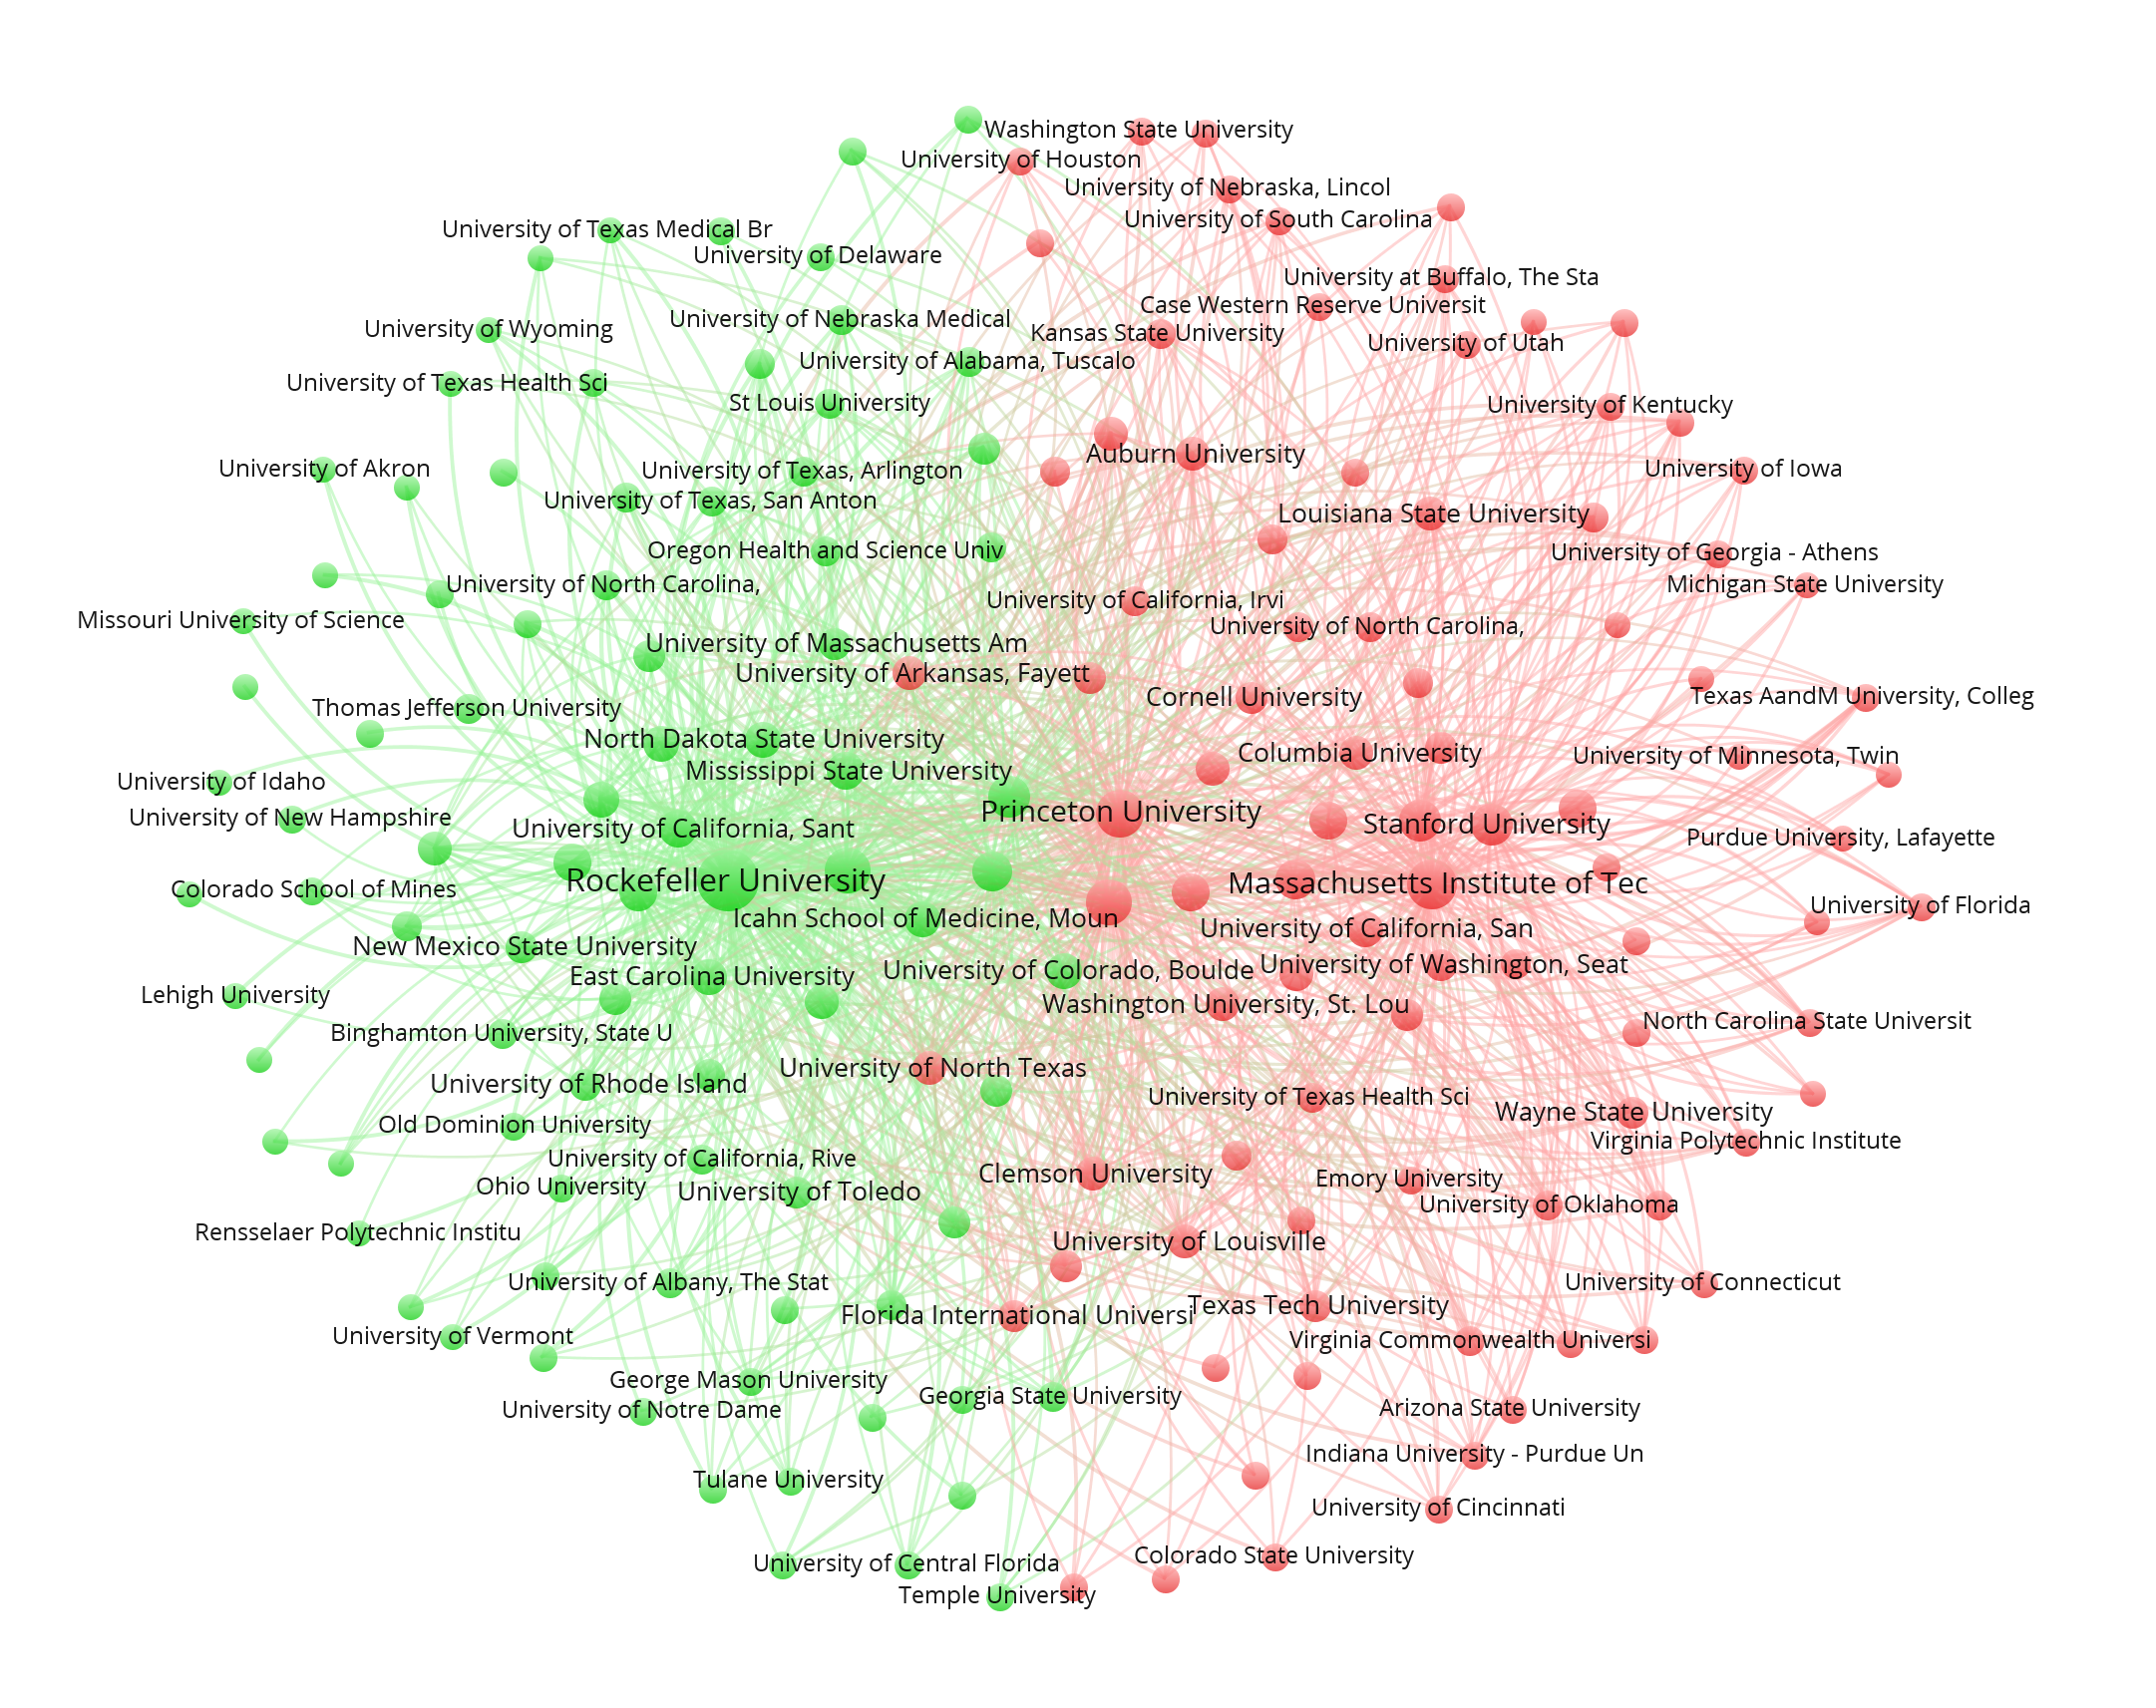 Washington State University
University of Houston
University of Nebraska, Lincol
University of South Carolina
University of Texas Medical Br
University of Delaware
University at Buffalo, The Sta
Case Western Reserve Universit
University of Nebraska Medical
University of Wyoming
Kansas State University
University of Utah
University of Alabama, Tuscalo
University of Texas Health Sci
St Louis University
University of Kentucky
Auburn University
University of Akron
University of Texas, Arlington
University of Iowa
University of Texas, San Anton
Louisiana State University
Oregon Health and Science Univ
University of Georgia - Athens
University of North Carolina,
Michigan State University
University of California, Irvi
Missouri University of Science
University of North Carolina,
University of Massachusetts Am
University of Arkansas, Fayett
Cornell University
Texas AandM University, Colleg
Thomas Jefferson University
North Dakota State University
Columbia University
University of Minnesota, Twin
Mississippi State University
University of Idaho
Princeton University
University of New Hampshire
University of California, Sant
Stanford University
Purdue University, Lafayette
Rockefeller University
Massachusetts Institute of Tec
Colorado School of Mines
University of Florida
Icahn School of Medicine, Moun
University of California, San
New Mexico State University
University of Washington, Seat
University of Colorado, Boulde
East Carolina University
Lehigh University
Washington University, St. Lou
North Carolina State Universit
Binghamton University, State U
University of North Texas
University of Rhode Island
University of Texas Health Sci
Wayne State University
Old Dominion University
Virginia Polytechnic Institute
University of California, Rive
Clemson University
Emory University
Ohio University
University of Toledo
University of Oklahoma
Rensselaer Polytechnic Institu
University of Louisville
University of Albany, The Stat
University of Connecticut
Texas Tech University
Florida International Universi
University of Vermont
Virginia Commonwealth Universi
George Mason University
Georgia State University
University of Notre Dame
Arizona State University
Indiana University - Purdue Un
Tulane University
University of Cincinnati
Colorado State University
University of Central Florida
Temple University